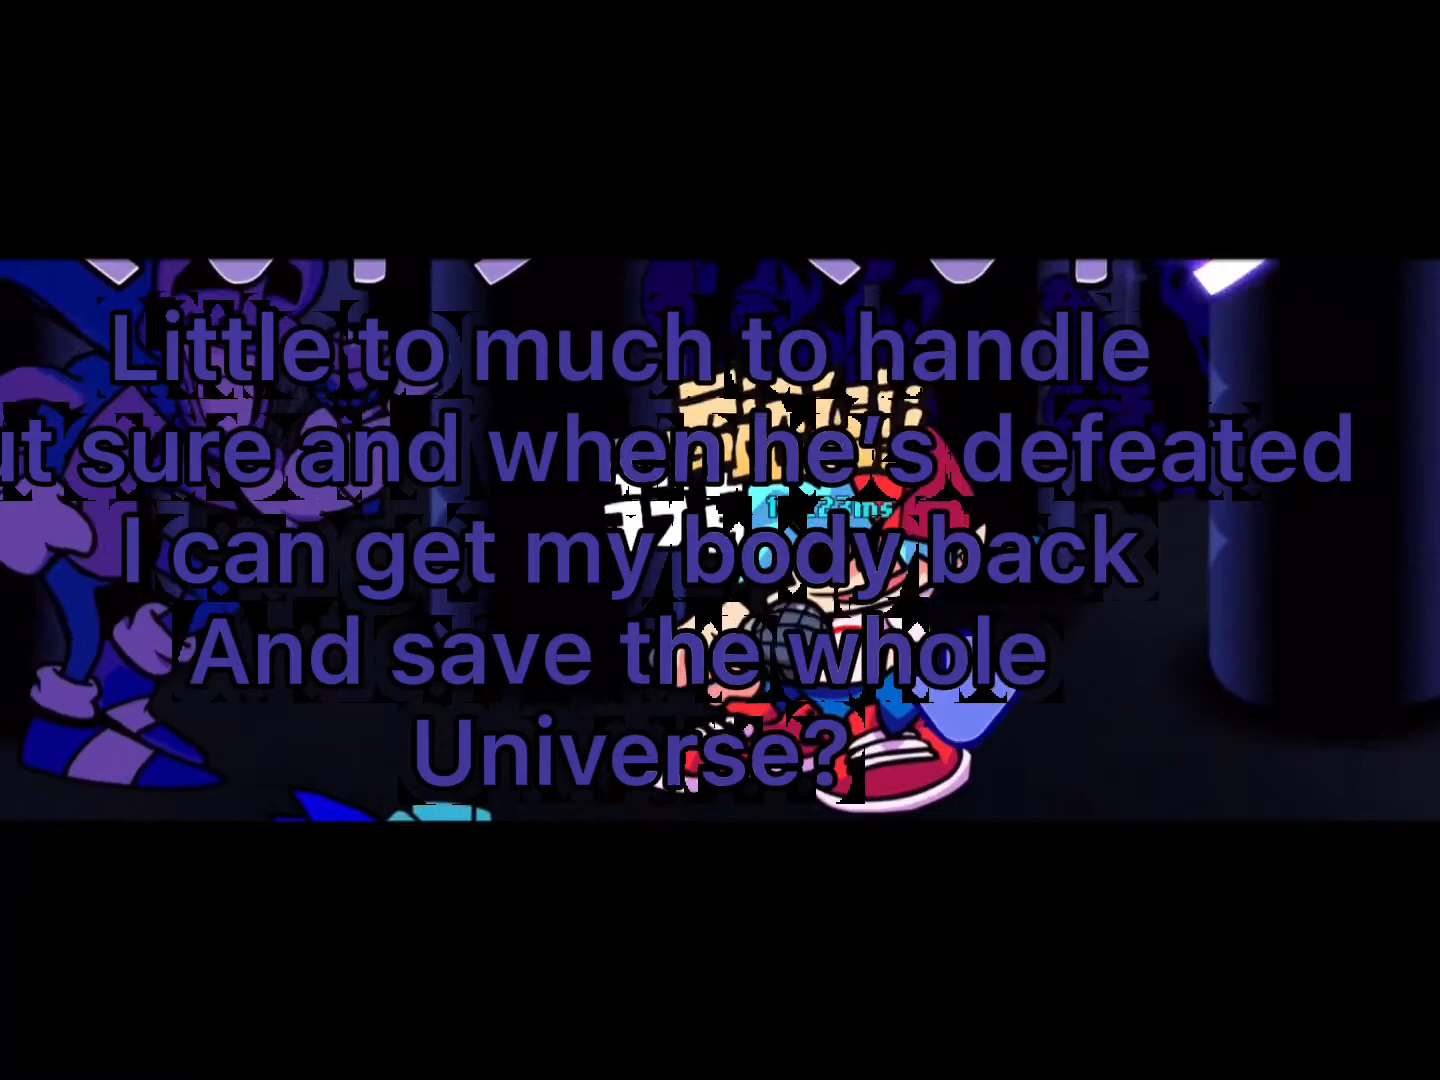 Little to much to handle
ut sure and when he's defeated
I can get my body back
And save the whole
Universe?